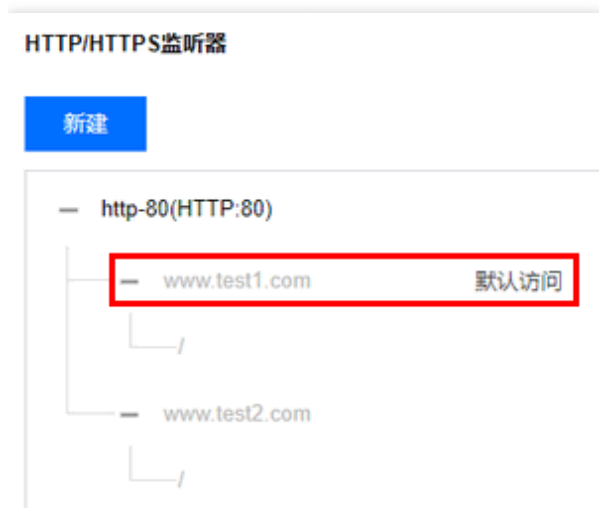 HTTP/HTTPS监听器
新建
http-80(HTTP:80)
www.test1.com 默认访问
/
www.test2.com
/